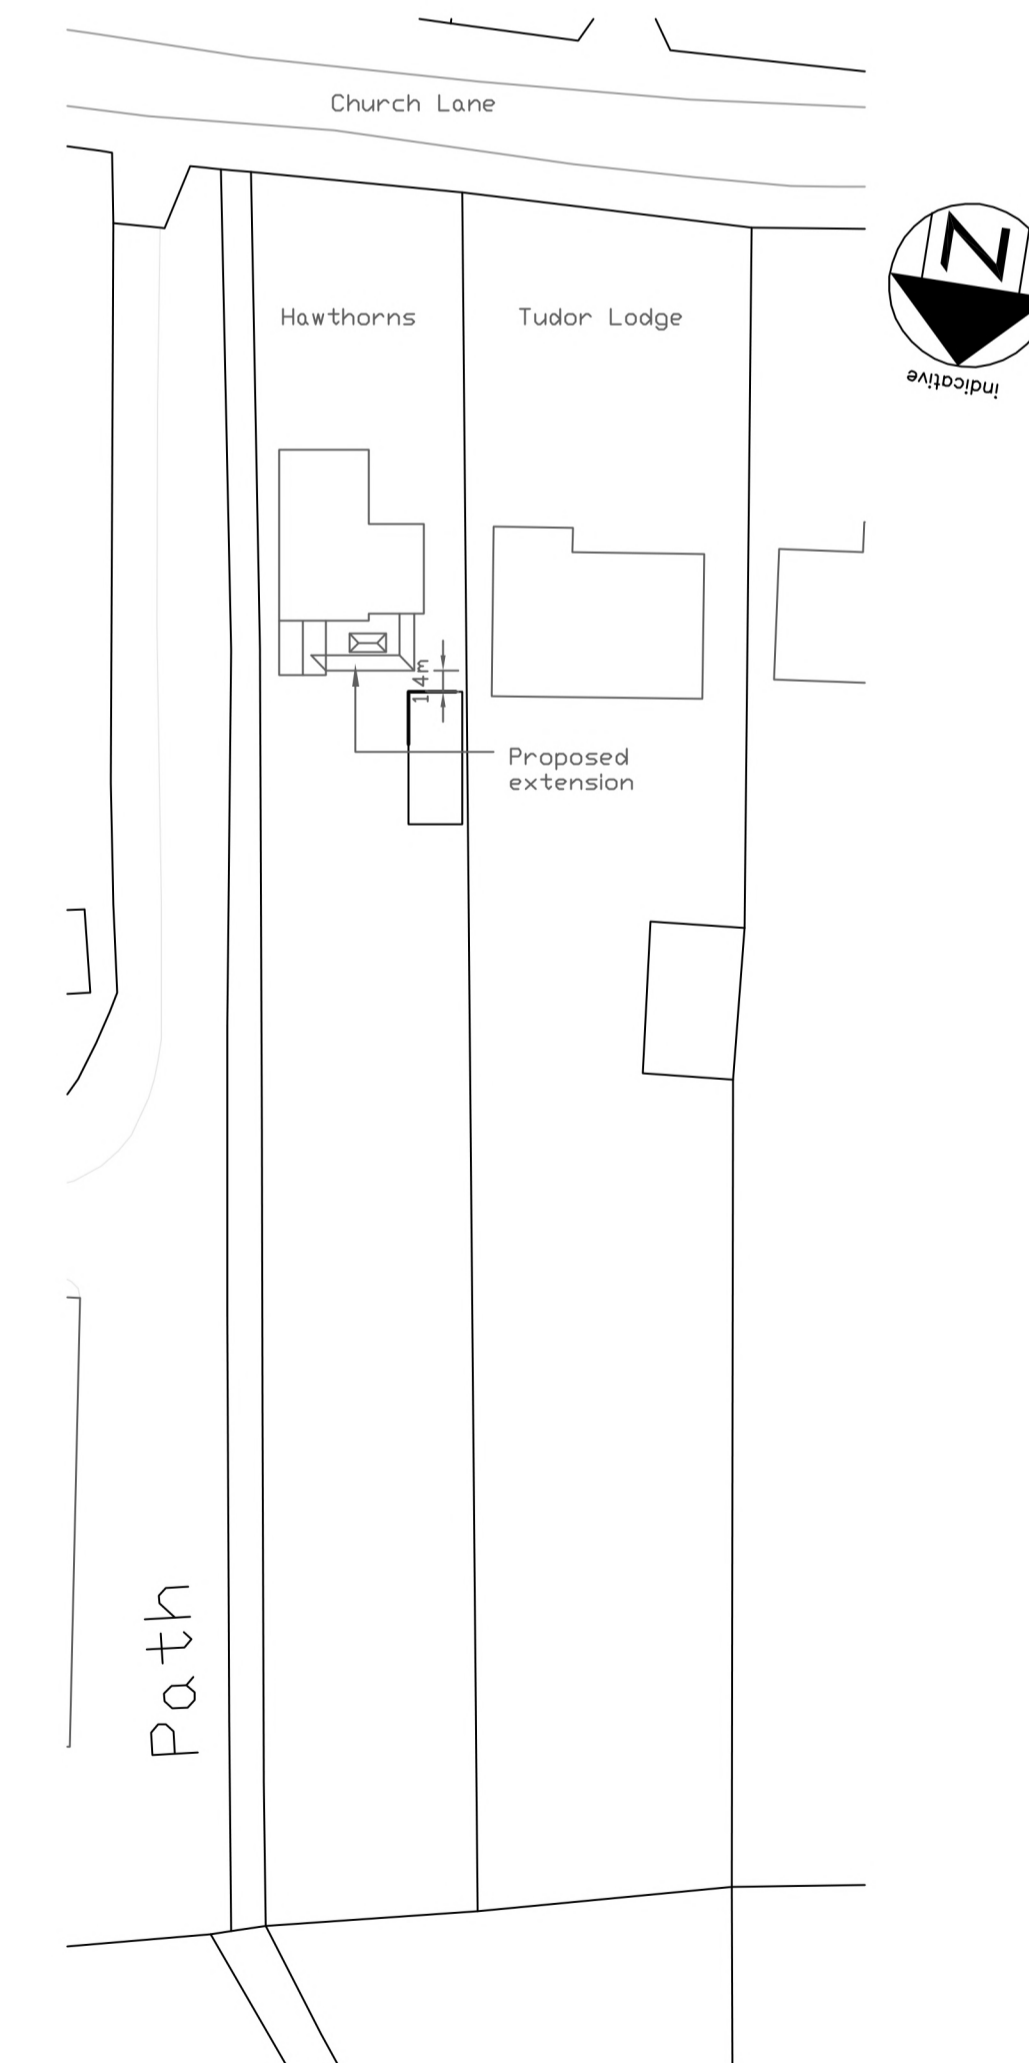 Church Lane
N
indicative
Hawthorns
Tudor Lodge
1.4m
Proposed
extension
Path